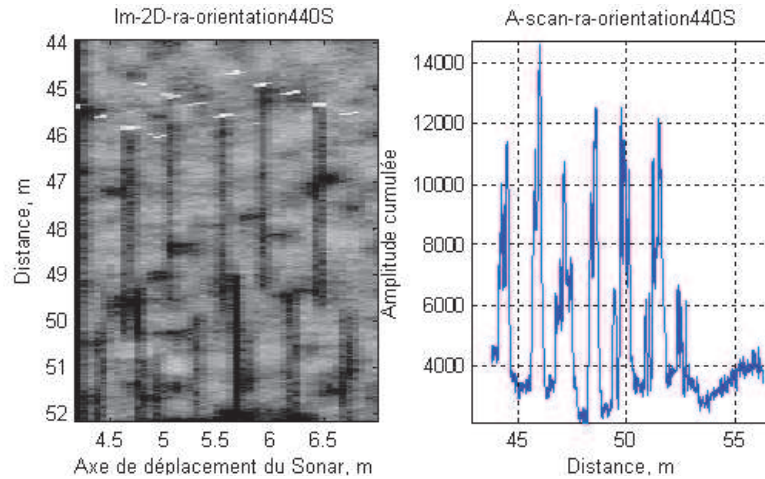 Im-2D-ra-orientation440S
44
45
46
47
48
49
50
51
52
Distance, m
4.5 5 5.5 6 6.5
Axe de déplacement du Sonar, m
A-scan-ra-orientation440S
14000
12000
10000
8000
6000
4000
Amplitude cumulée
45 50 55
Distance, m